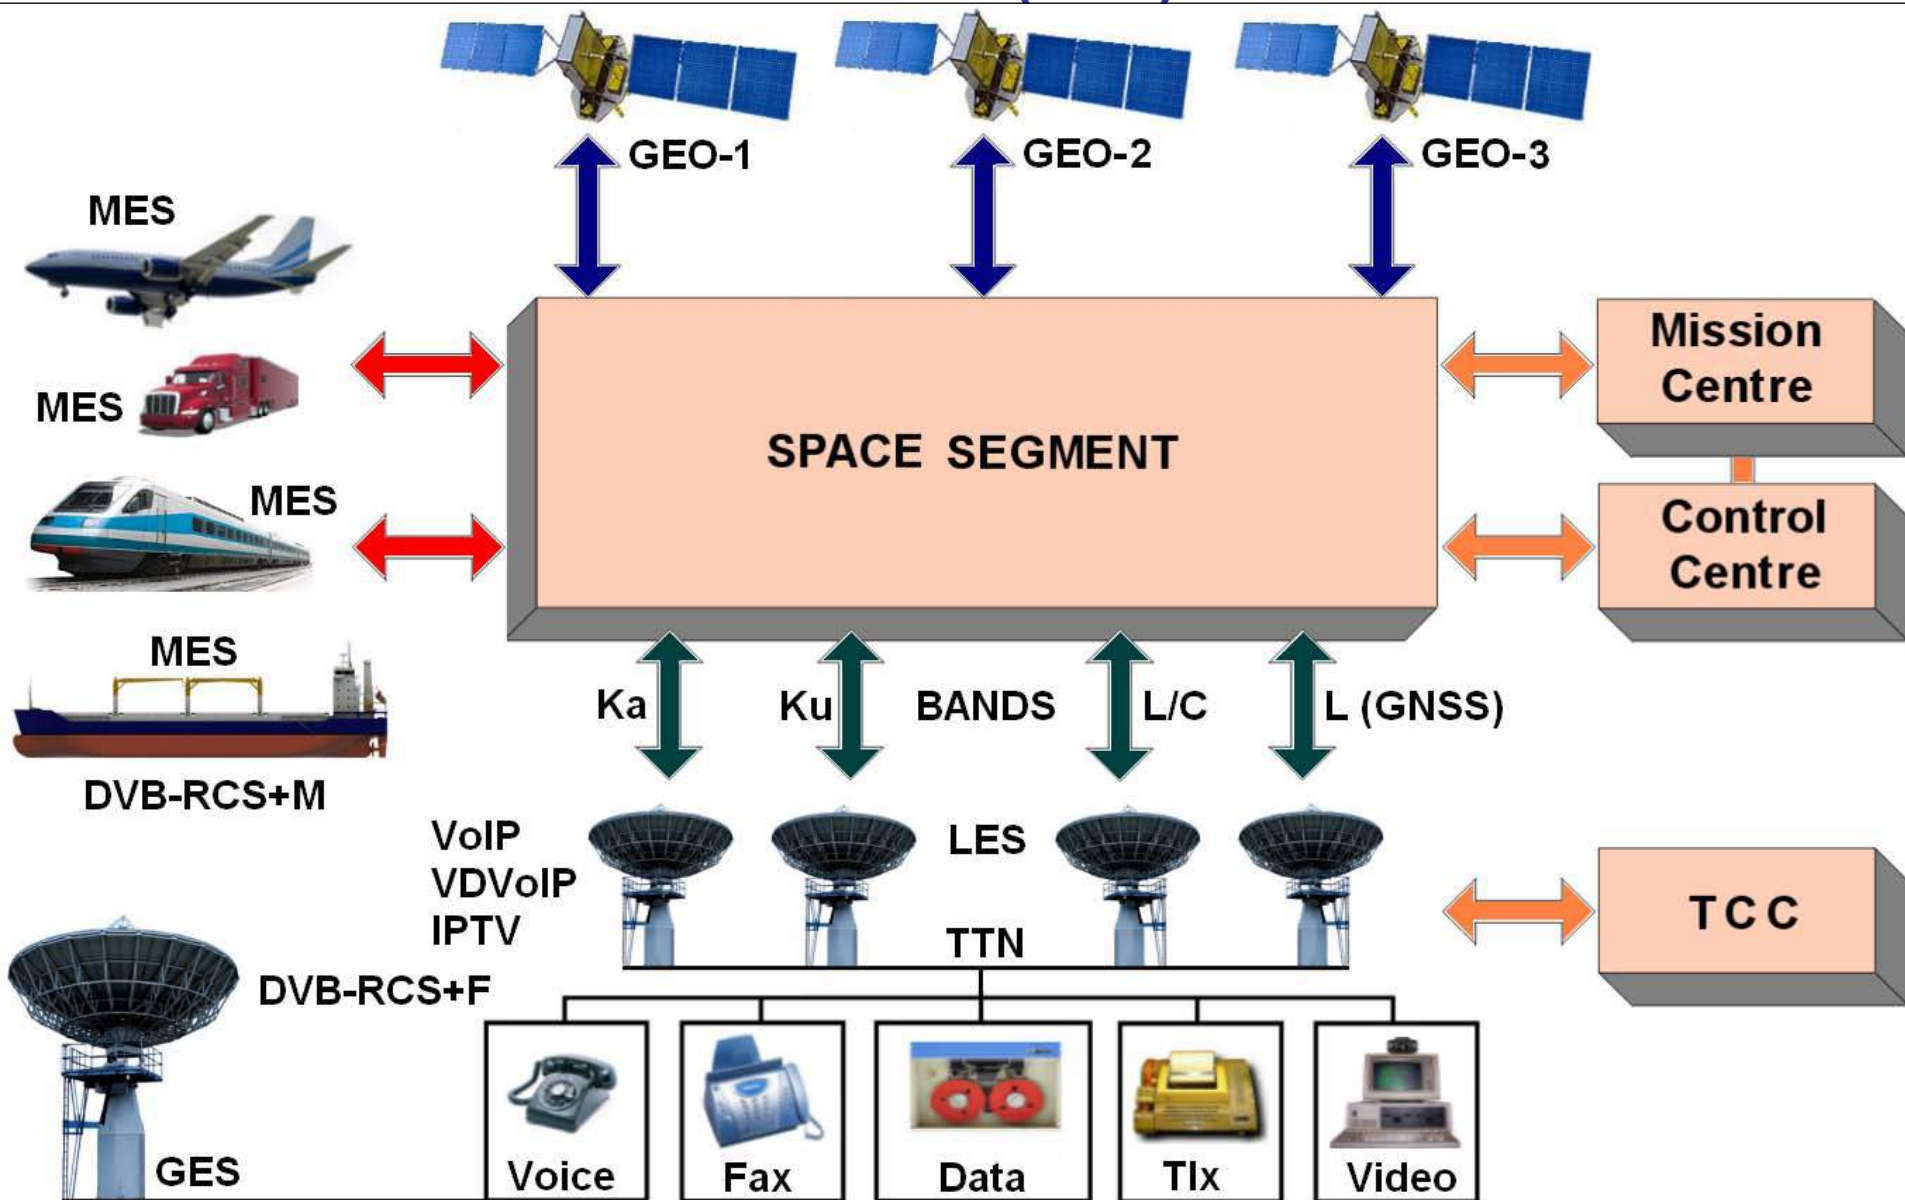 GEO-1
GEO-2
GEO-3
MES
MES
MES
MES
DVB-RCS+M
SPACE SEGMENT
Mission
Centre
Control
Centre
Ka
Ku
BANDS
L/C
L (GNSS)
VoIP
VDVoIP
IPTV
LES
TTN
TCC
DVB-RCS+F
GES
Voice
Fax
Data
Tlx
Video